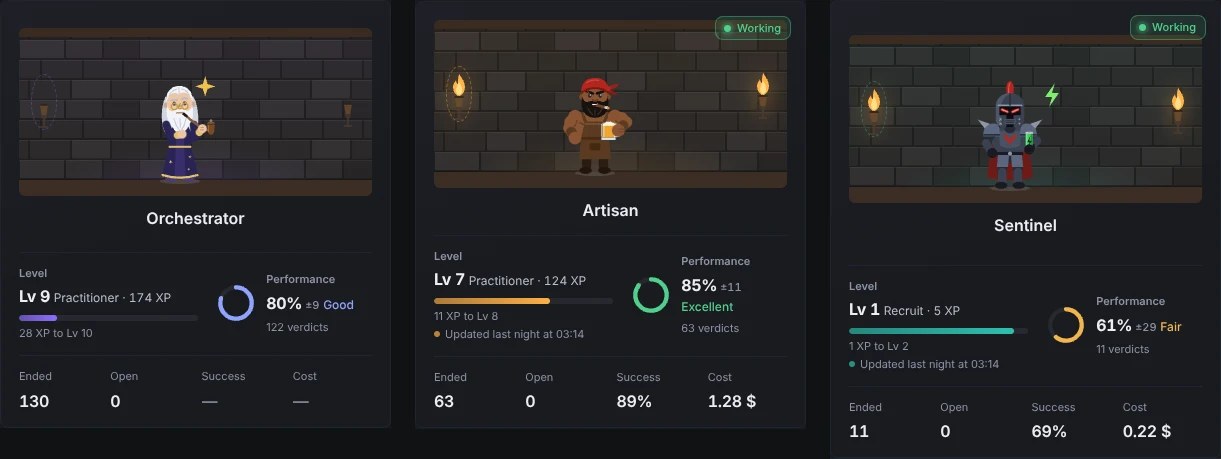 Orchestrator
Level
Lv 9 Practitioner · 174 XP
28 XP to Lv 10
Performance
80% ±9 Good
122 verdicts
Ended
Open
Success
Cost
130
0
—
—
Working
Artisan
Level
Lv 7 Practitioner · 124 XP
11 XP to Lv 8
Updated last night at 03:14
Performance
85% ±11
Excellent
63 verdicts
Ended
Open
Success
Cost
63
0
89%
1.28 $
Working
Sentinel
Level
Lv 1 Recruit · 5 XP
1 XP to Lv 2
Updated last night at 03:14
Performance
61% ±29 Fair
11 verdicts
Ended
Open
Success
Cost
11
0
69%
0.22 $